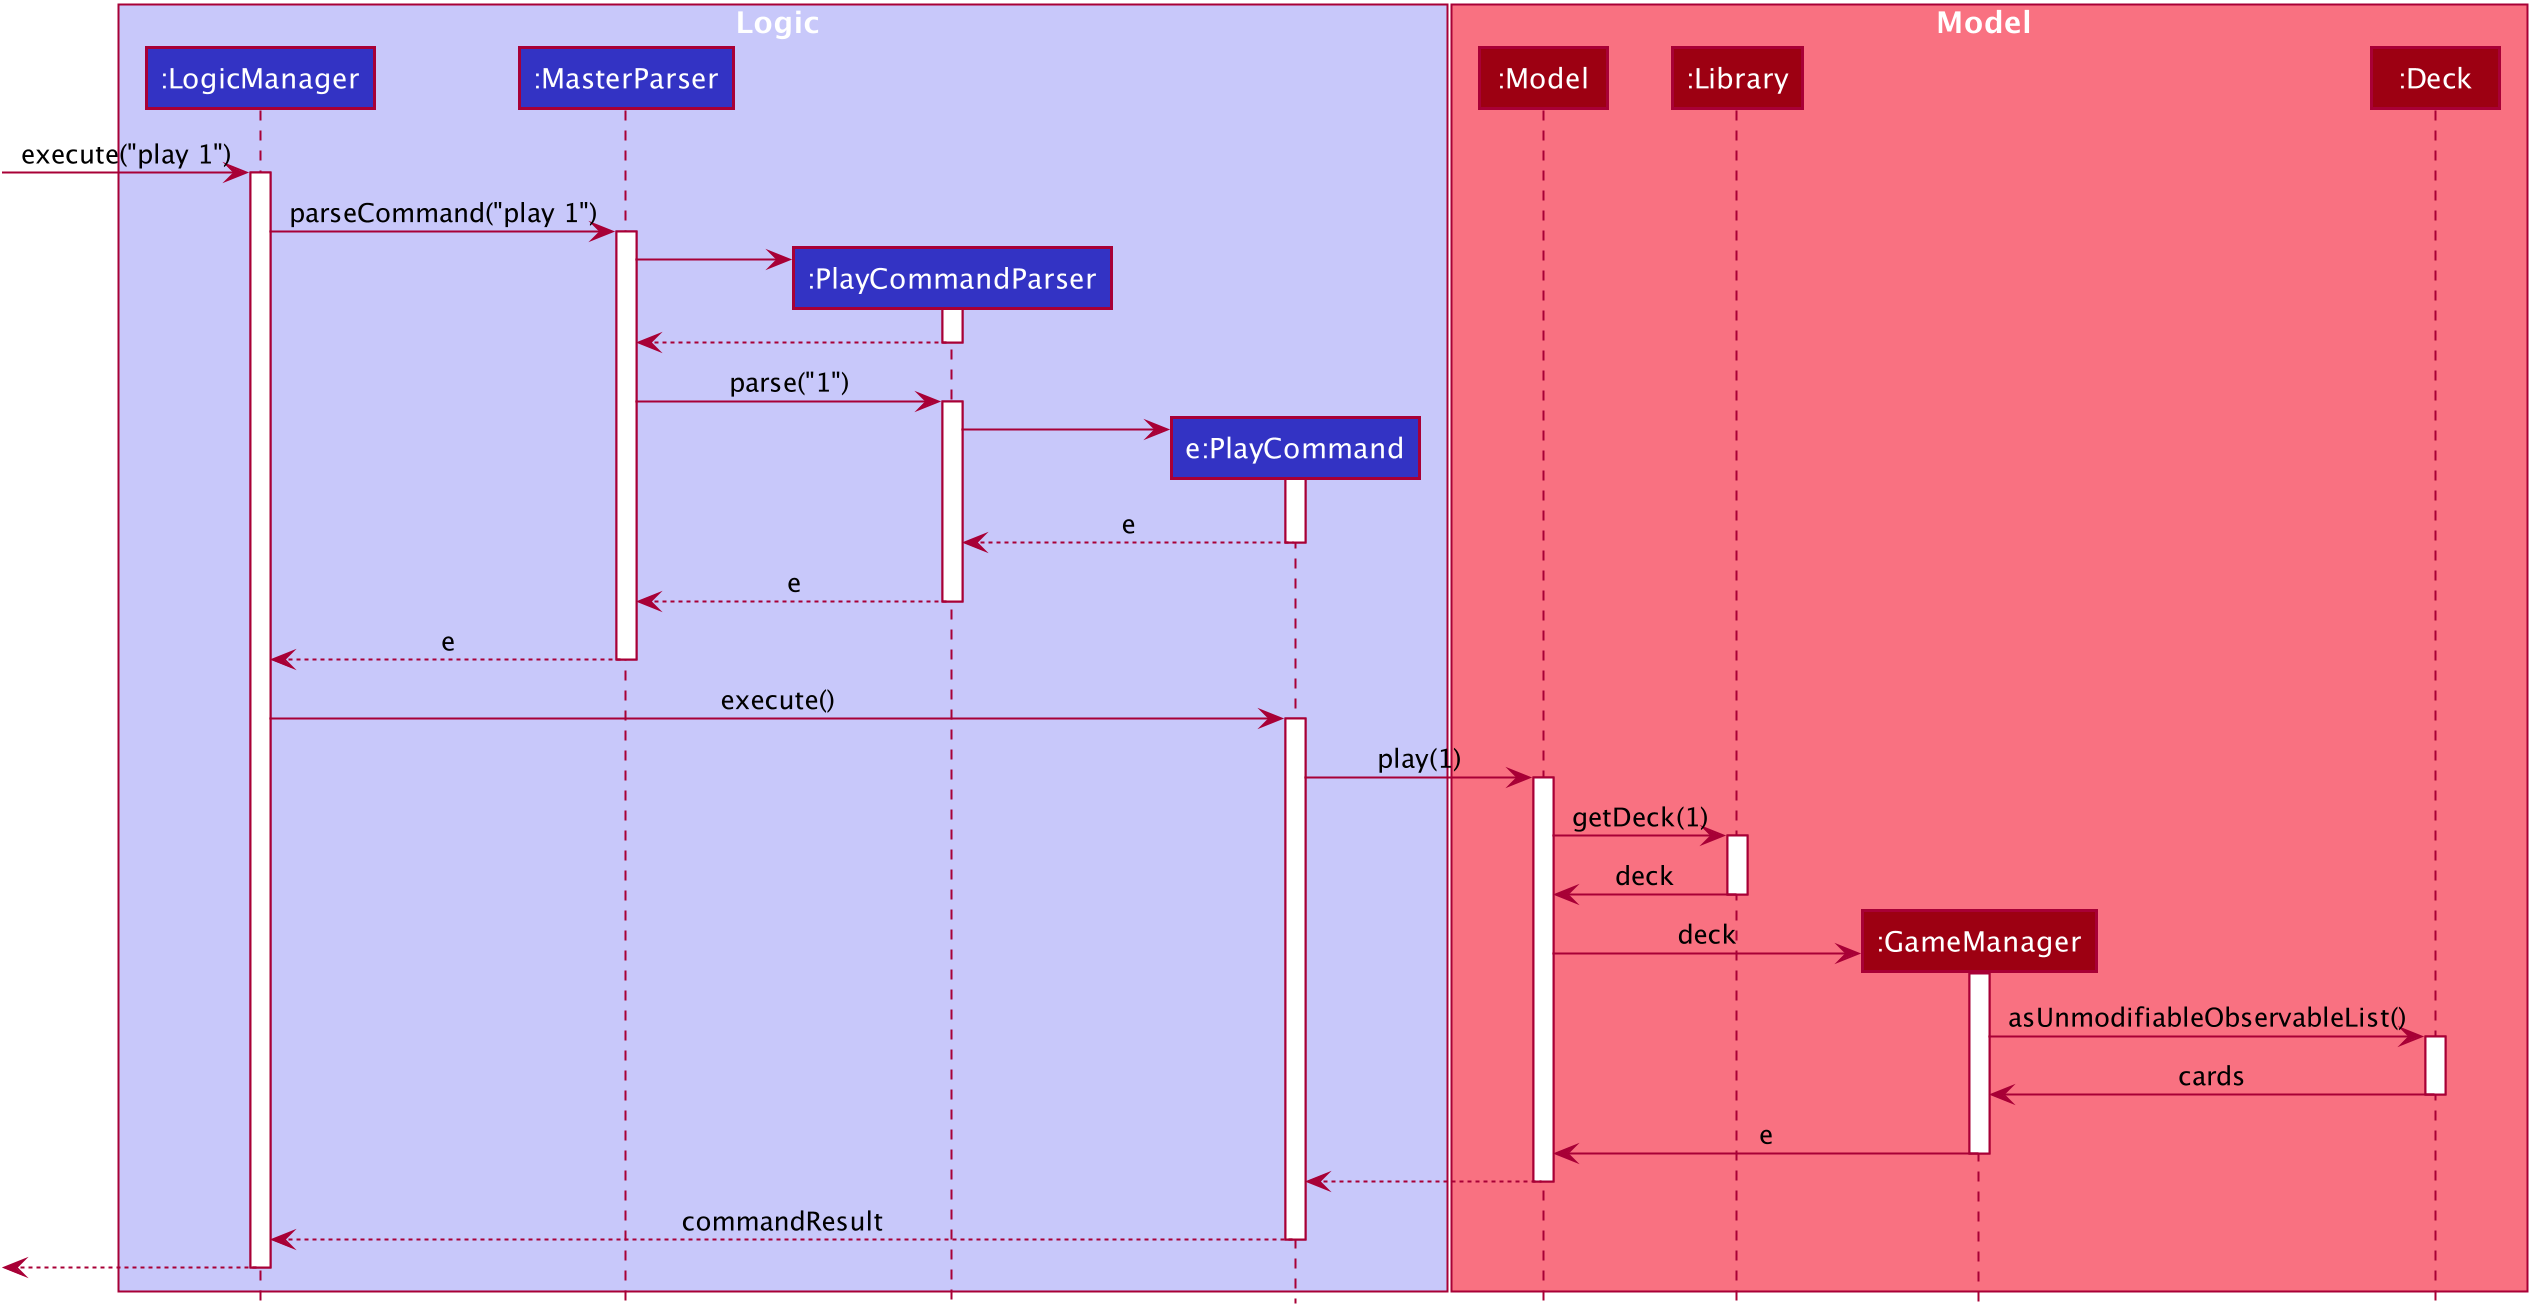 Logic
Model
:LogicManager
:MasterParser
:Model
:Library
:Deck
execute("play 1")
parseCommand("play 1")
:PlayCommandParser
parse("1")
e:PlayCommand
e
e
e
execute()
play(1)
getDeck(1)
deck
deck
:GameManager
asUnmodifiableObservableList()
cards
e
commandResult